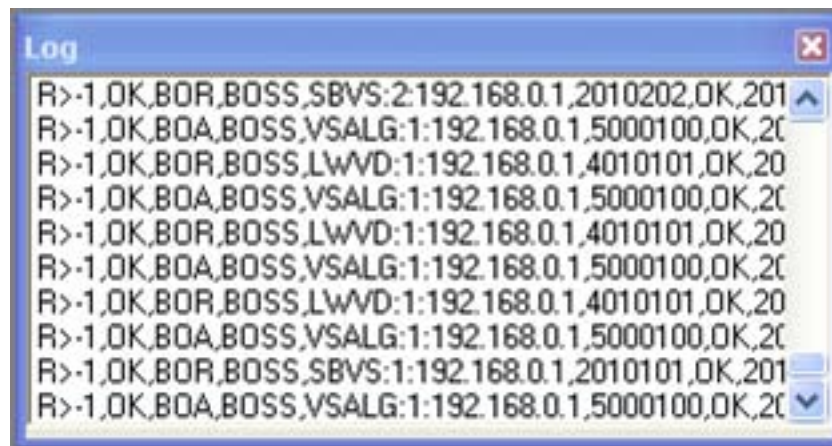 Log
R>-1,OK,BOR,BOSS,SBVS:2:192.168.0.1,2010202,OK,201
R>-1,OK,BOA,BOSS,VSALG:1:192.168.0.1,5000100,OK,20
R>-1,OK,BOR,BOSS,LWVD:1:192.168.0.1,4010101,OK,20
R>-1,OK,BOA,BOSS,VSALG:1:192.168.0.1,5000100,OK,20
R>-1,OK,BOR,BOSS,LWVD:1:192.168.0.1,4010101,OK,20
R>-1,OK,BOA,BOSS,VSALG:1:192.168.0.1,5000100,OK,20
R>-1,OK,BOR,BOSS,LWVD:1:192.168.0.1,4010101,OK,20
R>-1,OK,BOA,BOSS,VSALG:1:192.168.0.1,5000100,OK,20
R>-1,OK,BOR,BOSS,SBVS:1:192.168.0.1,2010101,OK,201
R>-1,OK,BOA,BOSS,VSALG:1:192.168.0.1,5000100,OK,20